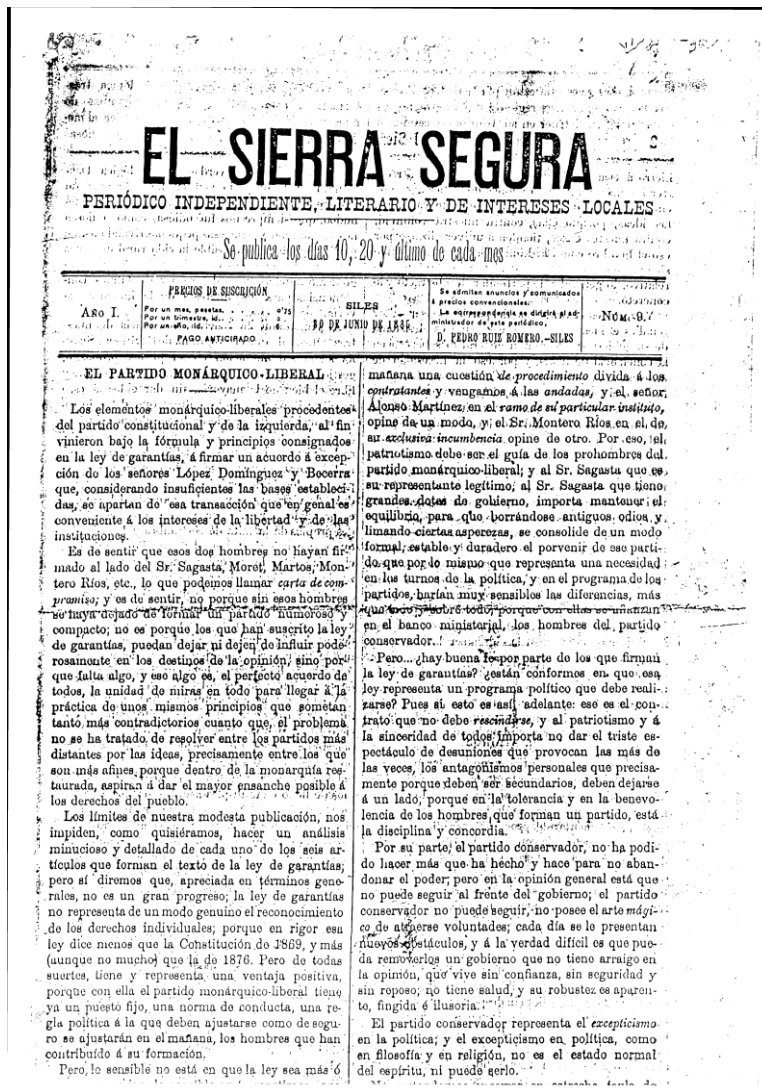 EL SIERRA SEGURA
PERIÓDICO INDEPENDIENTE, LITERARIO Y DE INTERESES LOCALES
Se publica los días 10, 20 y último de cada mes
Año I.
PRECIOS DE SUSCRICIÓN
Por un mes, pesetas. 0'75
Por un trimestre, id.
Por un año, id.
PAGO ANTICIPADO
SILES
DE JUNIO DE
Se admiten anuncios y comunicados
á precios convencionales.
La correspondencia se dirigirá al ad-
ministrador de este periódico,
D. PEDRO RUIZ ROMERO.—SILES
NÚM. 9.
EL PARTIDO MONÁRQUICO-LIBERAL
Los elementos monárquico-liberales procedentes
del partido constitucional y de la izquierda, al fin
vinieron bajo la fórmula y principios consignados
en la ley de garantías, á firmar un acuerdo á excep-
ción de los señores López Domínguez y Becerra
que, considerando insuficientes las bases estableci-
das, se apartan de esa transacción que en general es
conveniente á los intereses de la libertad y de las
instituciones.
Es de sentir que esos dos hombres no hayan fir-
mado al lado del Sr. Sagasta, Moret, Martos, Mon-
tero Ríos, etc., lo que podemos llamar carta de com-
promiso; y es de sentir, no porque sin esos hombres
se haya dejado de formar un partido numeroso y
compacto; no es porque los que han suscrito la ley
de garantías, puedan dejar ni dejen de influir pode-
rosamente en los destinos de la opinión, sino por-
que falta algo, y eso algo es, el perfecto acuerdo de
todos, la unidad de miras en todo para llegar á la
práctica de unos mismos principios que sometan
tanto más contradictorios cuanto que, el problema
no se ha tratado de resolver entre los partidos más
distantes por las ideas, precisamente entre los que
son más afines, porque dentro de la monarquía res-
taurada, aspiran á dar el mayor ensanche posible á
los derechos del pueblo.
Los límites de nuestra modesta publicación, nos
impiden, como quisiéramos, hacer un análisis
minucioso y detallado de cada uno de los seis ar-
tículos que forman el texto de la ley de garantías;
pero sí diremos que, apreciada en términos gene-
rales, no es un gran progreso; la ley de garantías
no representa de un modo genuino el reconocimiento
de los derechos individuales; porque en rigor esa
ley dice menos que la Constitución de 1869, y más
(aunque no mucho) que la de 1876. Pero de todas
suertes, tiene y representa una ventaja positiva,
porque con ella el partido monárquico-liberal tiene
ya un puesto fijo, una norma de conducta, una re-
gla política á la que deben ajustarse como de segu-
ro se ajustarán en el mañana, los hombres que han
contribuído á su formación.
Pero, lo sensible no está en que la ley sea más ó
mañana una cuestión de procedimiento divida á los
contratantes y vengamos á las andadas, y el señor
Alonso Martínez en el ramo de su particular instituto,
opine de un modo, y el Sr. Montero Ríos en el de
su exclusiva incumbencia opine de otro. Por eso, el
patriotismo debe ser el guía de los prohombres del
partido monárquico-liberal; y al Sr. Sagasta que es
su representante legítimo, al Sr. Sagasta que tiene
grandes dotes de gobierno, importa mantener el
equilibrio, para que borrándose antiguos odios y
limando ciertas asperezas, se consolide de un modo
formal, estable y duradero el porvenir de ese parti-
do que por lo mismo que representa una necesidad
en los turnos de la política, y en el programa de los
partidos, harían muy sensibles las diferencias, más
que todo y sobre todo, porque con ellas se afianzan
en el banco ministerial, los hombres del partido
conservador.
Pero... ¿hay buena fe por parte de los que firman
la ley de garantías? ¿están conformes en que esa
ley representa un programa político que debe reali-
zarse? Pues si esto es así, adelante: ese es el con-
trato que no debe rescindirse, y al patriotismo y á
la sinceridad de todos importa no dar el triste es-
pectáculo de desuniones que provocan las más de
las veces, los antagonismos personales que precisa-
mente porque deben ser secundarios, deben dejarse
á un lado, porque en la tolerancia y en la benevo-
lencia de los hombres que forman un partido, está
la disciplina y concordia.
Por su parte, el partido conservador, no ha podi-
do hacer más que ha hecho y hace para no aban-
donar el poder; pero en la opinión general está que
no puede seguir al frente del gobierno; el partido
conservador no puede seguir, no posee el arte mági-
co de atraerse voluntades; cada día se le presentan
nuevos obstáculos, y á la verdad difícil es que pue-
da removerlos un gobierno que no tiene arraigo en
la opinión, que vive sin confianza, sin seguridad y
sin reposo; no tiene salud, y su robustez es aparen-
te, fingida é ilusoria.
El partido conservador representa el excepticismo
en la política; y el excepticismo en política, como
en filosofía y en religión, no es el estado normal
del espíritu, ni puede serlo.